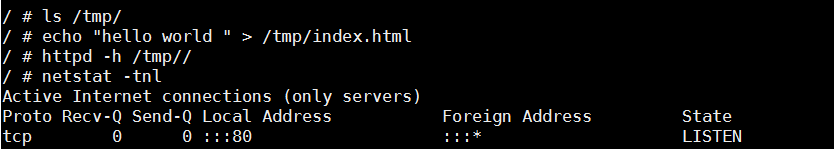 / # ls /tmp/
/ # echo "hello world " > /tmp/index.html
/ # httpd -h /tmp//
/ # netstat -tnl
Active Internet connections (only servers)
Proto Recv-Q Send-Q Local Address           Foreign Address         State
tcp        0      0 :::80                   :::*                    LISTEN